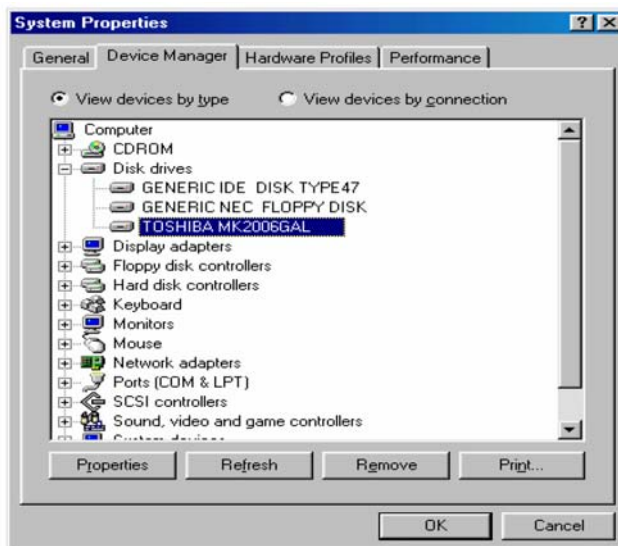 System Properties
General Device Manager Hardware Profiles Performance
View devices by type View devices by connection
Computer
CDROM
Disk drives
GENERIC IDE DISK TYPE47
GENERIC NEC FLOPPY DISK
TOSHIBA MK2006GAL
Display adapters
Floppy disk controllers
Hard disk controllers
Keyboard
Monitors
Mouse
Network adapters
Ports (COM & LPT)
SCSI controllers
Sound, video and game controllers
System devices
Properties Refresh Remove Print...
OK Cancel